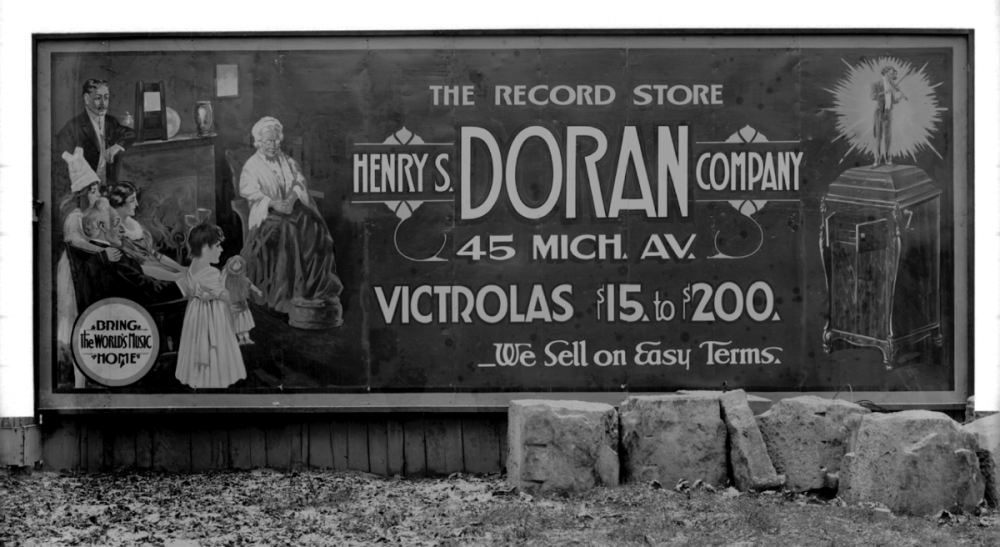 THE RECORD STORE
HENRY S. DORAN COMPANY
45 MICH. AV.
VICTROLAS $15. to $200.
We Sell on Easy Terms.
BRING
the WORLD'S MUSIC
HOME